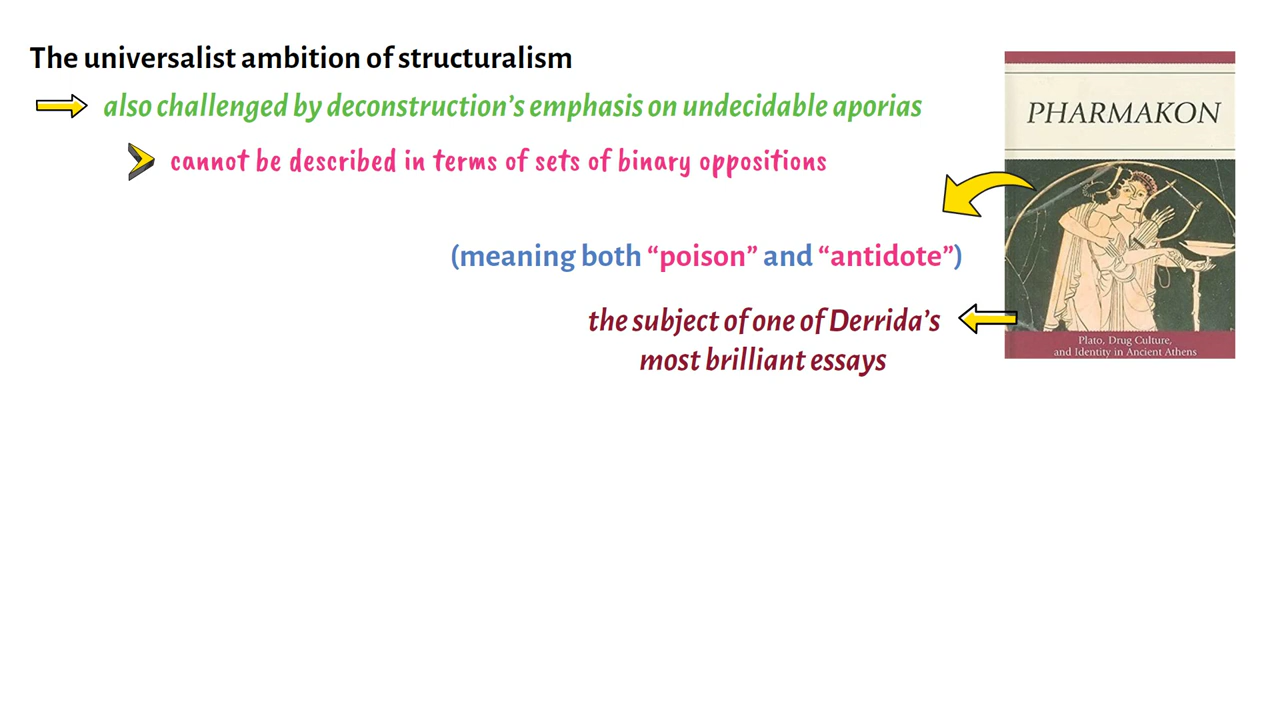 The universalist ambition of structuralism
also challenged by deconstruction's emphasis on undecidable aporias
cannot be described in terms of sets of binary oppositions
PHARMAKON
(meaning both “poison” and “antidote”)
the subject of one of Derrida's
most brilliant essays
Plato, Drug Culture,
and Identity in Ancient Athens